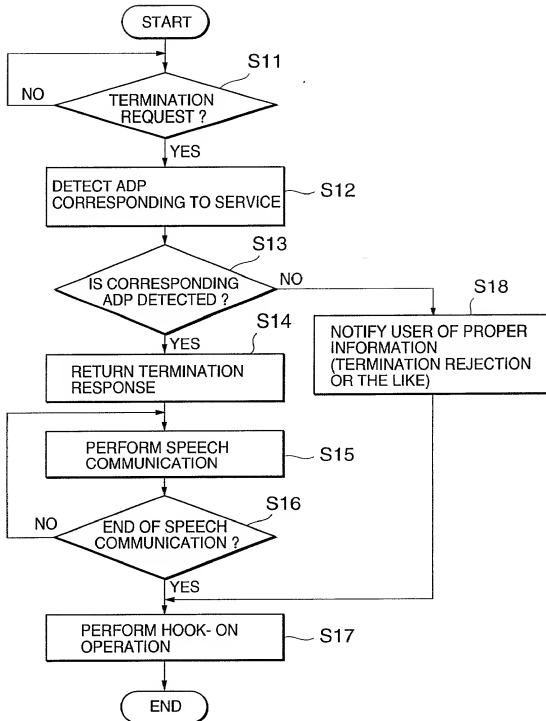 START
S11
NO
TERMINATION
REQUEST ?
YES
DETECT ADP
CORRESPONDING TO SERVICE
S12
S13
IS CORRESPONDING
ADP DETECTED ?
NO
S18
YES
S14
NOTIFY USER OF PROPER
INFORMATION
(TERMINATION REJECTION
OR THE LIKE)
RETURN TERMINATION
RESPONSE
PERFORM SPEECH
COMMUNICATION
S15
S16
NO
END OF SPEECH
COMMUNICATION ?
YES
PERFORM HOOK- ON
OPERATION
S17
END